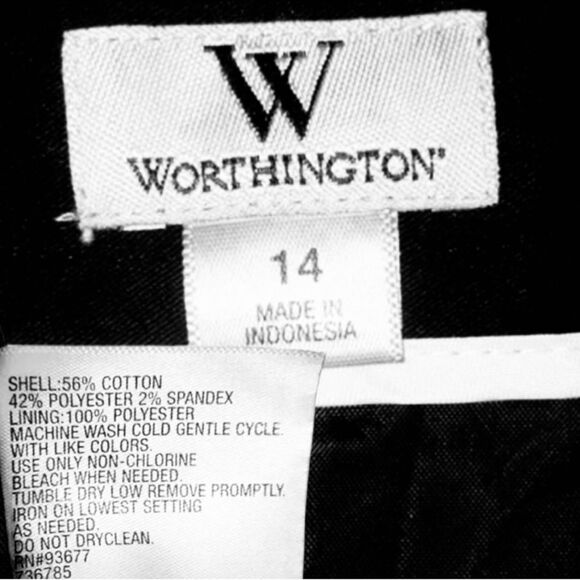 W
WORTHINGTON
14
MADE IN
INDONESIA
SHELL:56% COTTON
42% POLYESTER 2% SPANDEX
LINING:100% POLYESTER
MACHINE WASH COLD GENTLE CYCLE.
WITH LIKE COLORS.
USE ONLY NON-CHLORINE
BLEACH WHEN NEEDED.
TUMBLE DRY LOW REMOVE PROMPTLY.
IRON ON LOWEST SETTING
AS NEEDED.
DO NOT DRYCLEAN.
RN#93677
736785